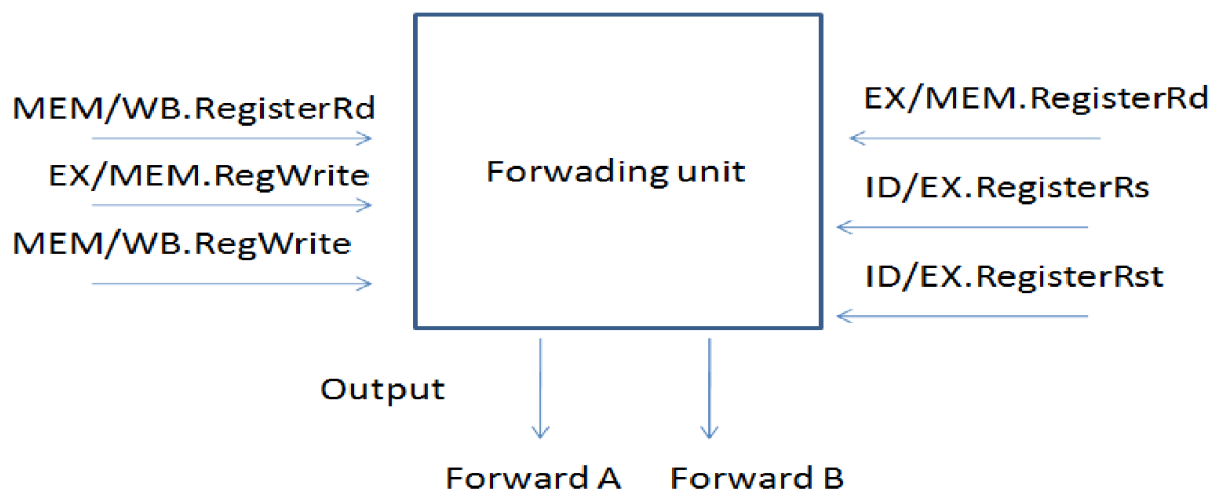 MEM/WB.RegisterRd
EX/MEM.RegWrite
MEM/WB.RegWrite
Forwading unit
EX/MEM.RegisterRd
ID/EX.RegisterRs
ID/EX.RegisterRst
Output
Forward A
Forward B